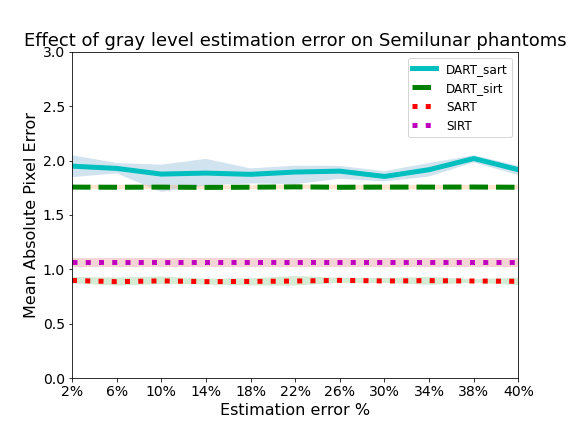 Effect of gray level estimation error on Semilunar phantoms
DART_sart
DART_sirt
SART
SIRT
Mean Absolute Pixel Error
3.0
2.5
2.0
1.5
1.0
0.5
0.0
2% 6% 10% 14% 18% 22% 26% 30% 34% 38% 40%
Estimation error %